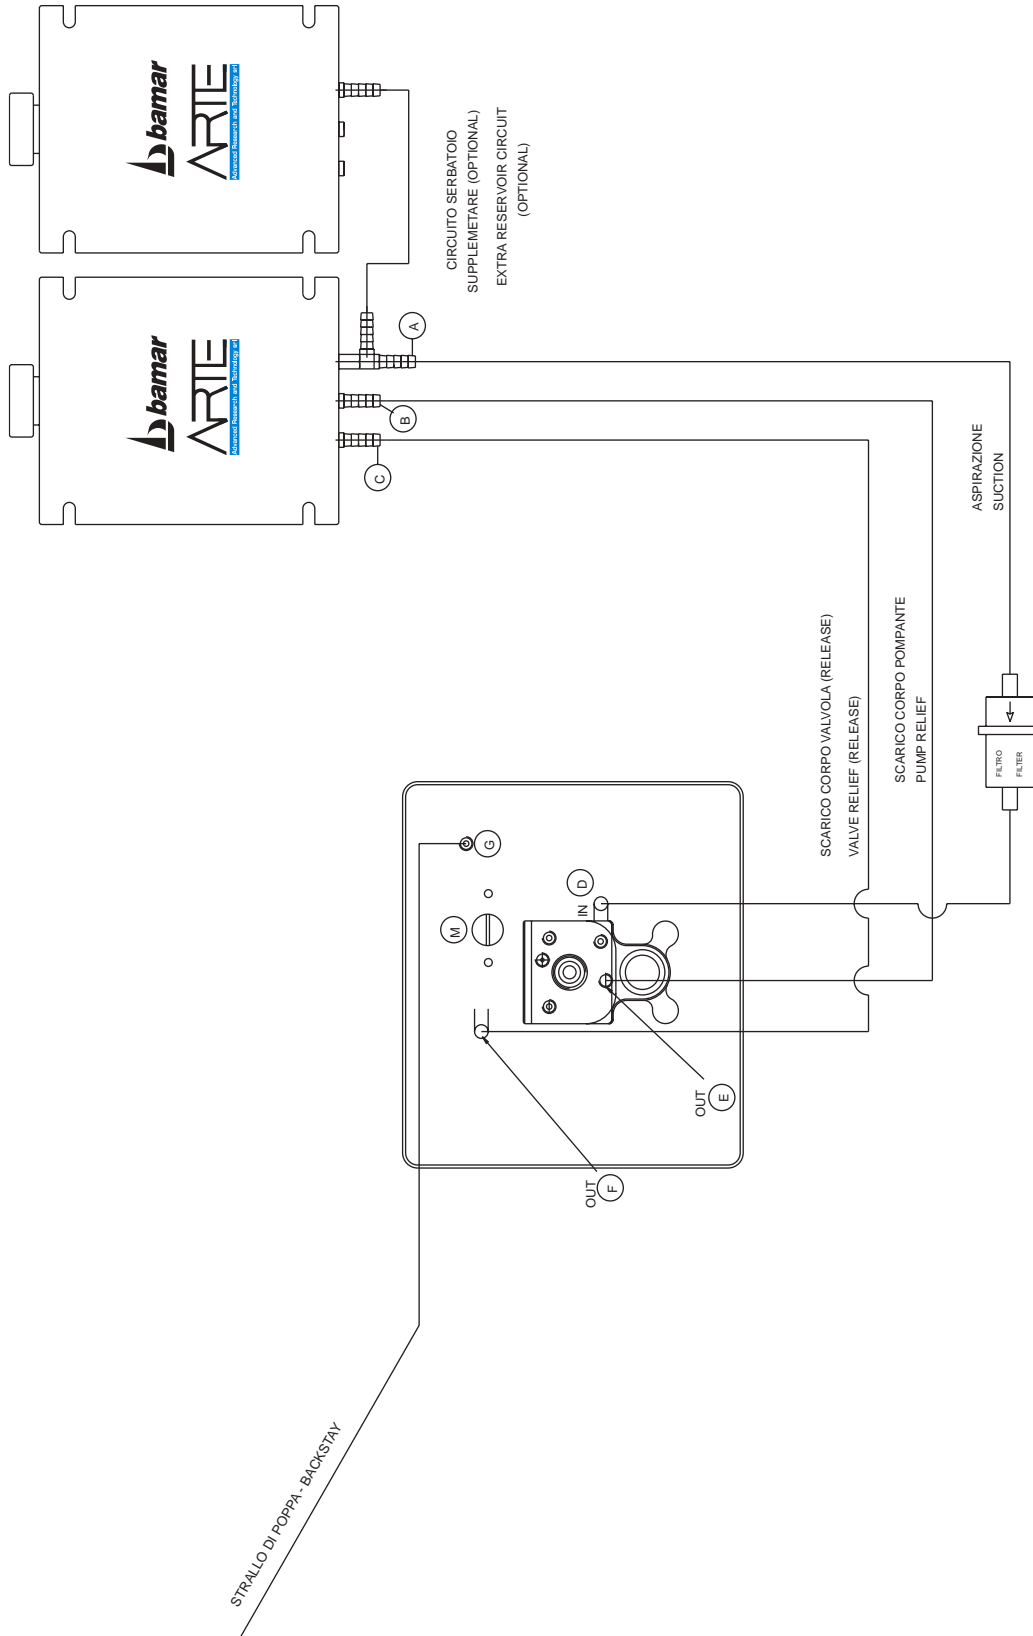 bamar
ARTE
Advanced Research and Technology srl
bamar
ARTE
Advanced Research and Technology srl
CIRCUITO SERBATOIO
SUPPLEMETARE (OPTIONAL)
EXTRA RESERVOIR CIRCUIT
(OPTIONAL)
A
B
C
ASPIRAZIONE
SUCTION
SCARICO CORPO POMPANTE
PUMP RELIEF
SCARICO CORPO VALVOLA (RELEASE)
VALVE RELIEF (RELEASE)
FILTRO
FILTER
G
M
IN
D
OUT
E
OUT
F
STRALLO DI POPPA - BACKSTAY